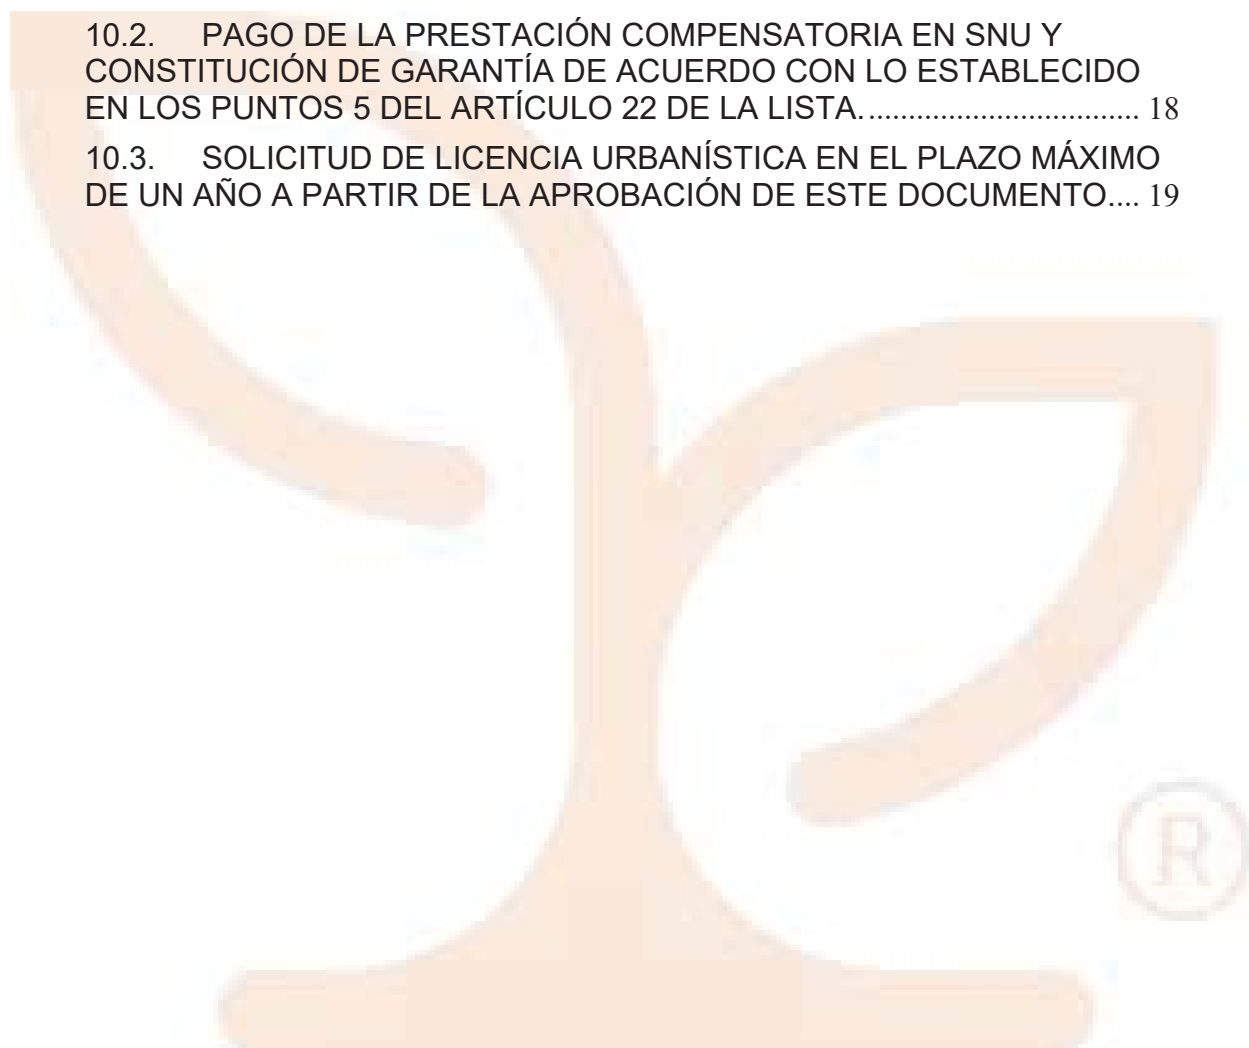 10.2. PAGO DE LA PRESTACIÓN COMPENSATORIA EN SNU Y
CONSTITUCIÓN DE GARANTÍA DE ACUERDO CON LO ESTABLECIDO
EN LOS PUNTOS 5 DEL ARTÍCULO 22 DE LA LISTA. ................................ 18
10.3. SOLICITUD DE LICENCIA URBANÍSTICA EN EL PLAZO MÁXIMO
DE UN AÑO A PARTIR DE LA APROBACIÓN DE ESTE DOCUMENTO.... 19
®